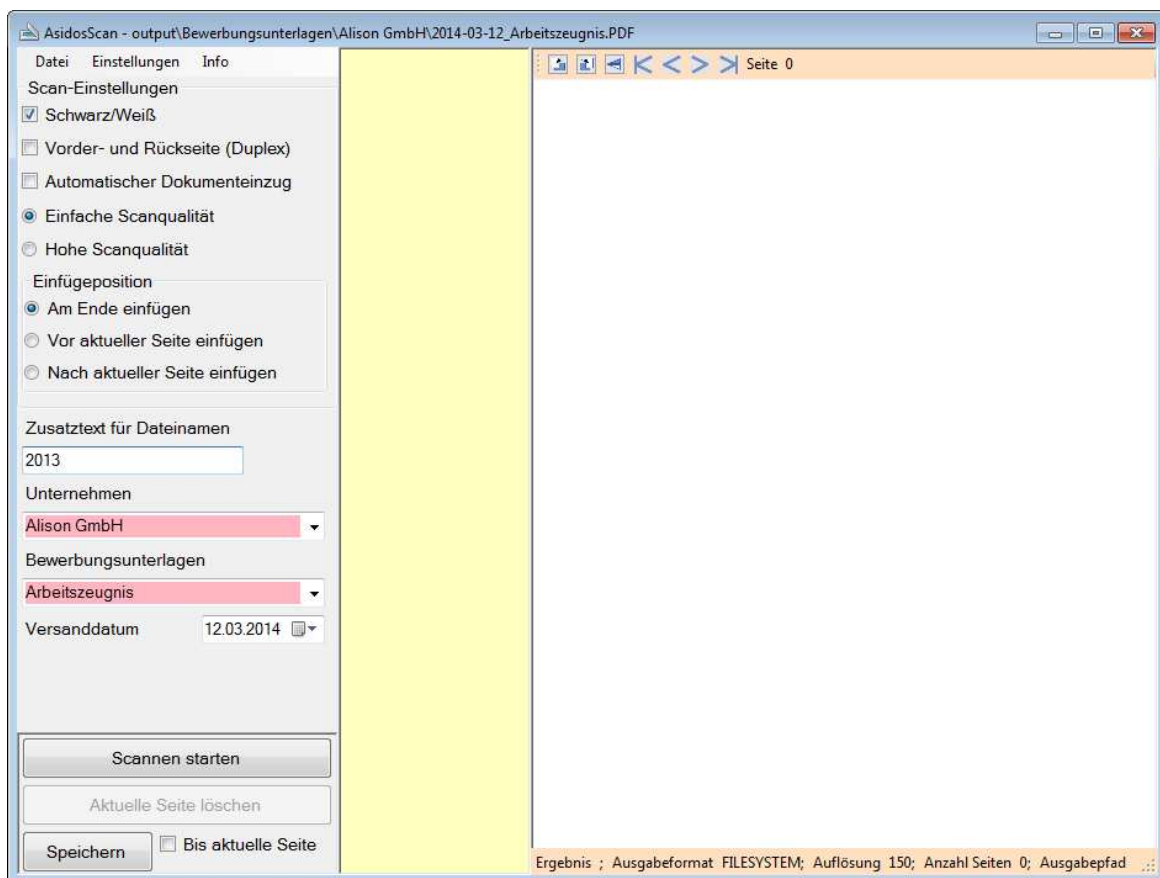 AsidosScan - output\Bewerbungsunterlagen\Alison GmbH\2014-03-12_Arbeitszeugnis.PDF
Datei Einstellungen Info
Seite 0
Scan-Einstellungen
Schwarz/Weiß
Vorder- und Rückseite (Duplex)
Automatischer Dokumenteinzug
Einfache Scanqualität
Hohe Scanqualität
Einfügeposition
Am Ende einfügen
Vor aktueller Seite einfügen
Nach aktueller Seite einfügen
Zusatztext für Dateinamen
2013
Unternehmen
Alison GmbH
Bewerbungsunterlagen
Arbeitszeugnis
Versanddatum 12.03.2014
Scannen starten
Aktuelle Seite löschen
Speichern Bis aktuelle Seite
Ergebnis ; Ausgabeformat FILESYSTEM; Auflösung 150; Anzahl Seiten 0; Ausgabepfad